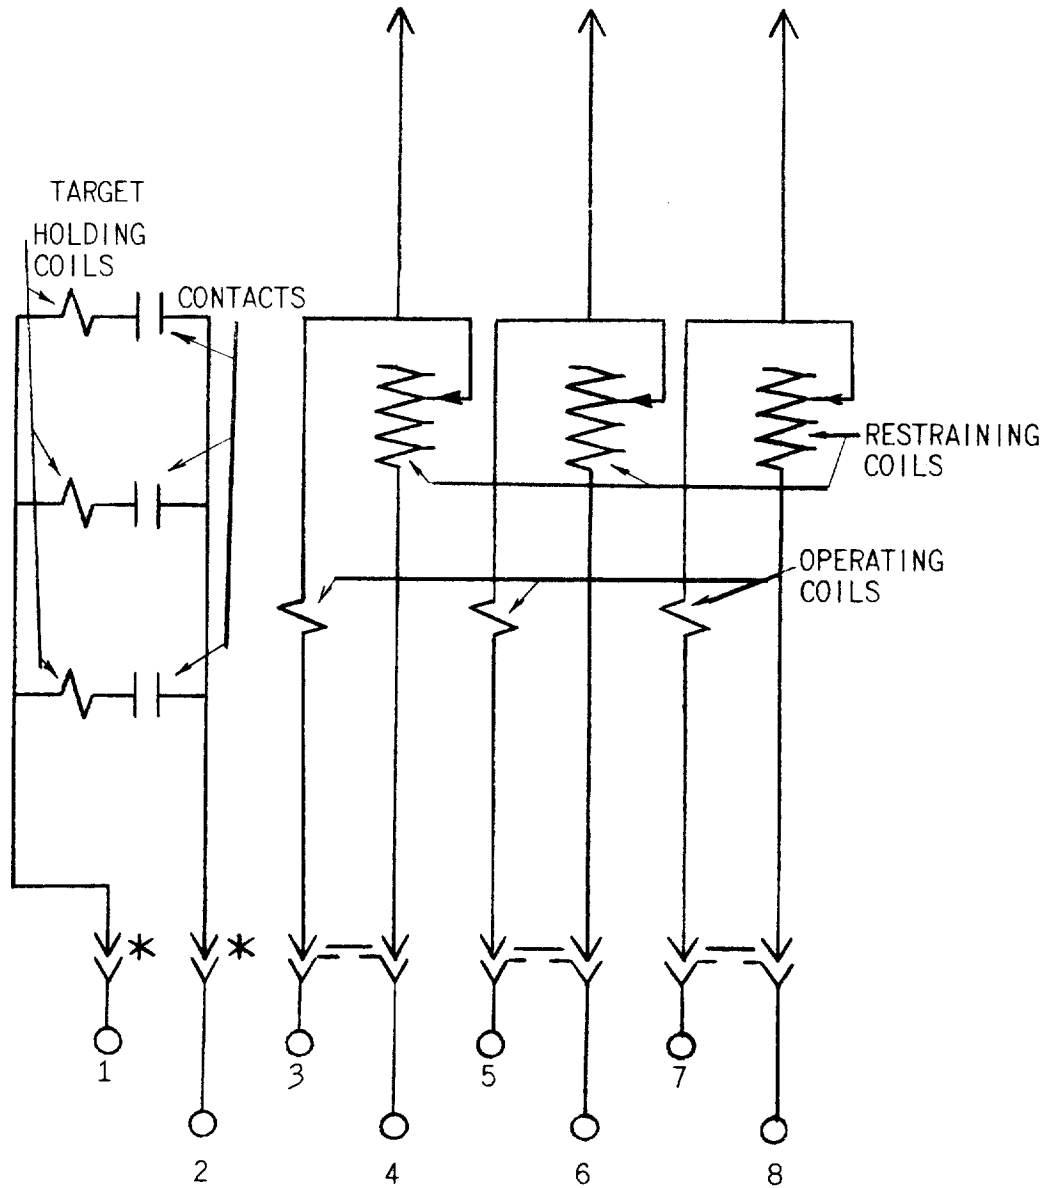 TARGET
HOLDING
COILS
CONTACTS
RESTRAINING
COILS
OPERATING
COILS
*
*
1
3
5
7
2
4
6
8